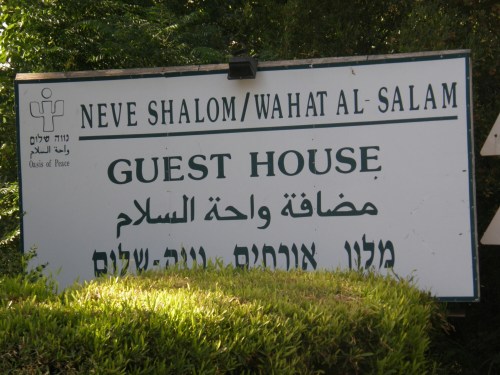 NEVE SHALOM/WAHAT AL-SALAM
נווה שלום
واحة السلام
Oasis of Peace
GUEST HOUSE
مضافة واحة السلام
מלון אורחים נווה-שלום